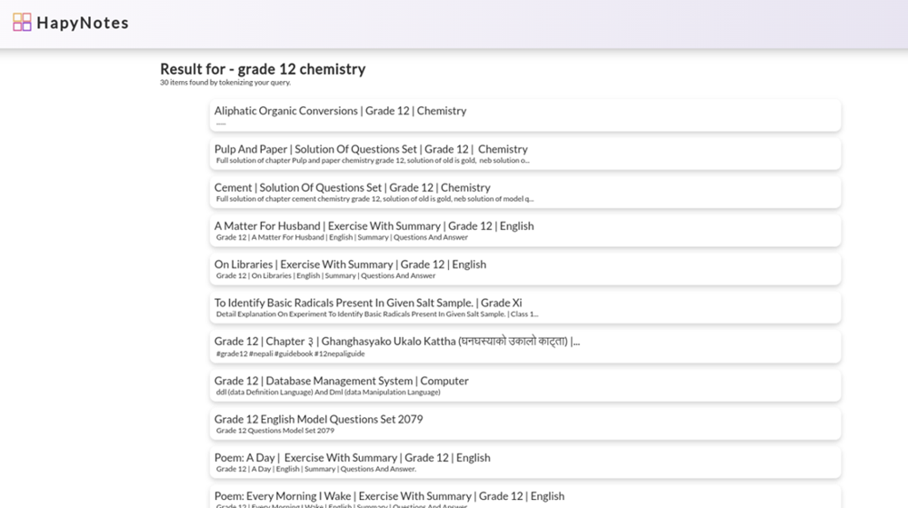 HapyNotes
Result for - grade 12 chemistry
30 items found by tokenizing your query.
Aliphatic Organic Conversions | Grade 12 | Chemistry
Pulp And Paper | Solution Of Questions Set | Grade 12 | Chemistry
Full solution of chapter Pulp and paper chemistry grade 12, solution of old is gold, neb solution o...
Cement | Solution Of Questions Set | Grade 12 | Chemistry
Full solution of chapter cement chemistry grade 12, solution of old is gold, neb solution of model q...
A Matter For Husband | Exercise With Summary | Grade 12 | English
Grade 12 | A Matter For Husband | English | Summary | Questions And Answer
On Libraries | Exercise With Summary | Grade 12 | English
Grade 12 | On Libraries | English | Summary | Questions And Answer
To Identify Basic Radicals Present In Given Salt Sample. | Grade Xi
Detail Explanation On Experiment To Identify Basic Radicals Present In Given Salt Sample. | Class 1...
Grade 12 | Chapter ३ | Ghanghasyako Ukalo Kattha (घनघस्याको उकालो काट्ता) |...
#grade12 #nepali #guidebook #12nepaliguide
Grade 12 | Database Management System | Computer
ddl (data Definition Language) And Dml (data Manipulation Language)
Grade 12 English Model Questions Set 2079
Grade 12 Questions Model Set 2079
Poem: A Day | Exercise With Summary | Grade 12 | English
Grade 12 | A Day | English | Summary | Questions And Answer.
Poem: Every Morning I Wake | Exercise With Summary | Grade 12 | English
Grade 12 | Every Morning I Wake | English | Summary | Questions And Answer